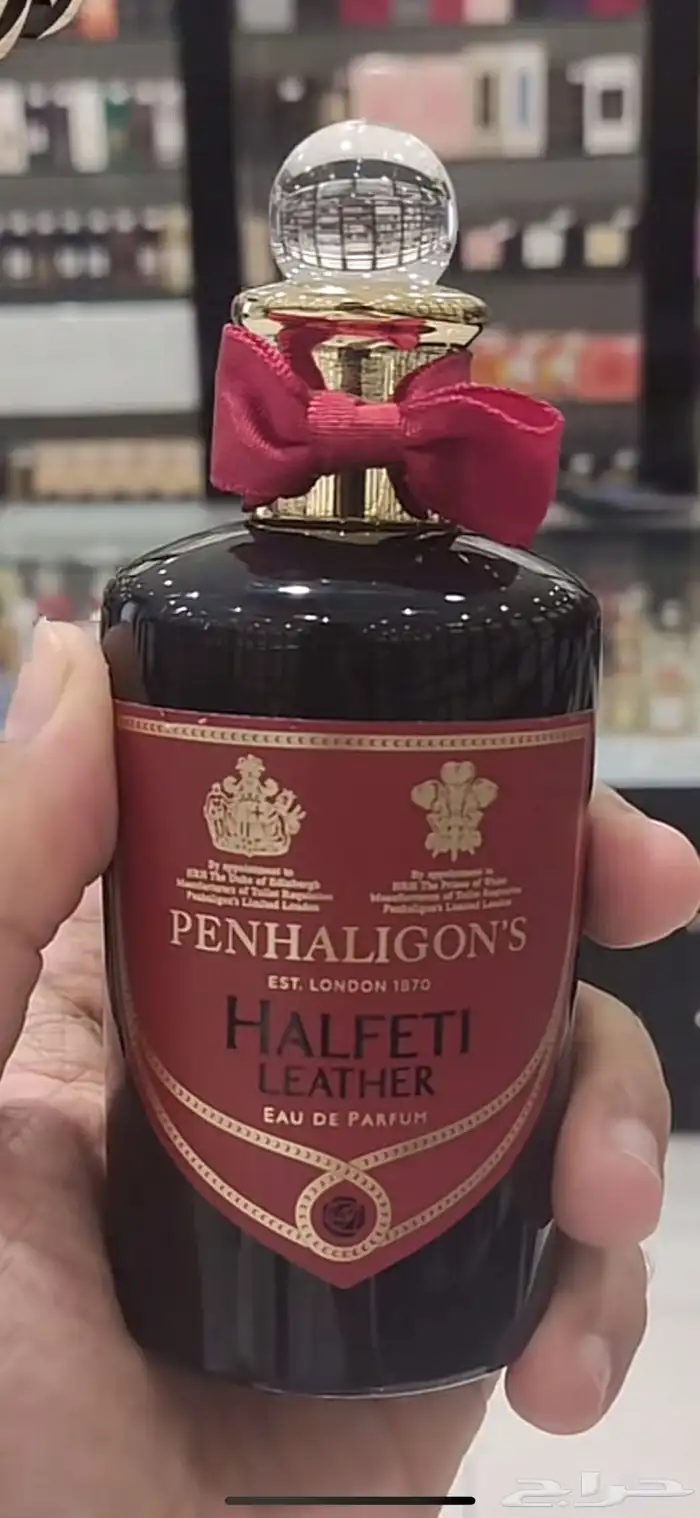 By appointment to
HRH The Duke of Edinburgh
Manufacturers of Toilet Requisites
Penhaligon's Limited London
By appointment to
HRH The Prince of Wales
Manufacturers of Toilet Requisites
Penhaligon's Limited London
PENHALIGON'S
EST. LONDON 1870
HALFETI
LEATHER
EAU DE PARFUM
حراج